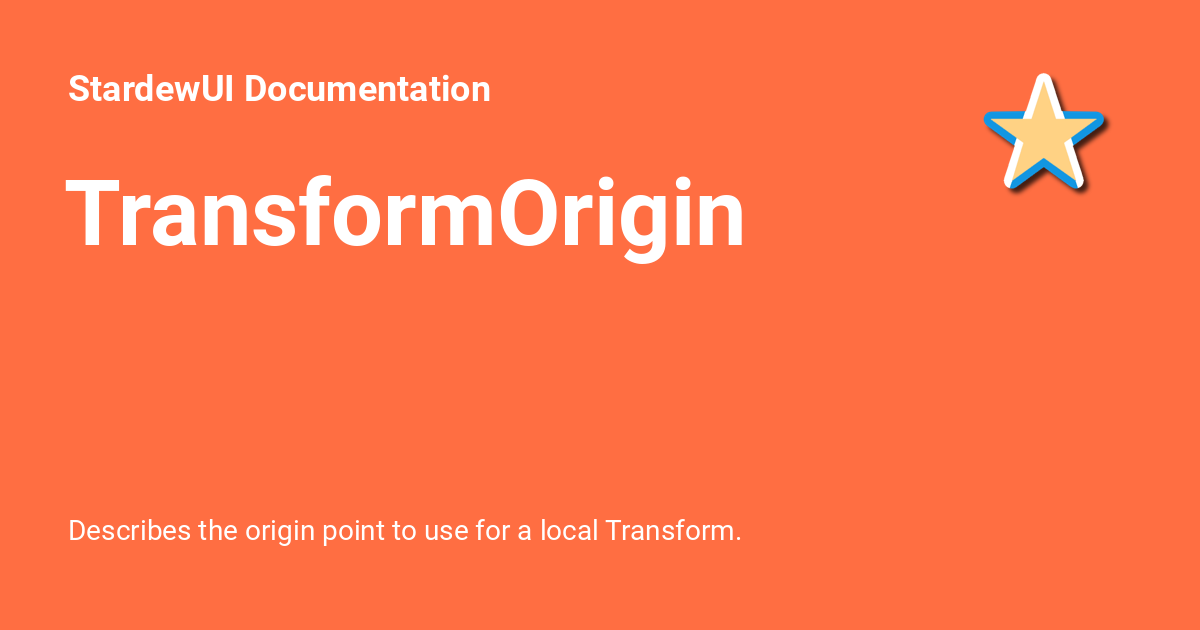 StardewUI Documentation
TransformOrigin
Describes the origin point to use for a local Transform.